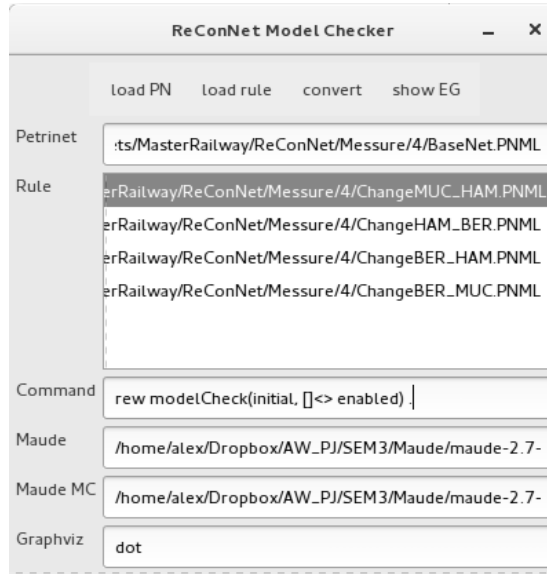 ReConNet Model Checker
load PN load rule convert show EG
Petrinet :ts/MasterRailway/ReConNet/Messure/4/BaseNet.PNML
Rule erRailway/ReConNet/Messure/4/ChangeMUC_HAM.PNML
erRailway/ReConNet/Messure/4/ChangeHAM_BER.PNML
erRailway/ReConNet/Messure/4/ChangeBER_HAM.PNML
erRailway/ReConNet/Messure/4/ChangeBER_MUC.PNML
Command rew modelCheck(initial, []<> enabled) .
Maude /home/alex/Dropbox/AW_PJ/SEM3/Maude/maude-2.7-
Maude MC /home/alex/Dropbox/AW_PJ/SEM3/Maude/maude-2.7-
Graphviz dot